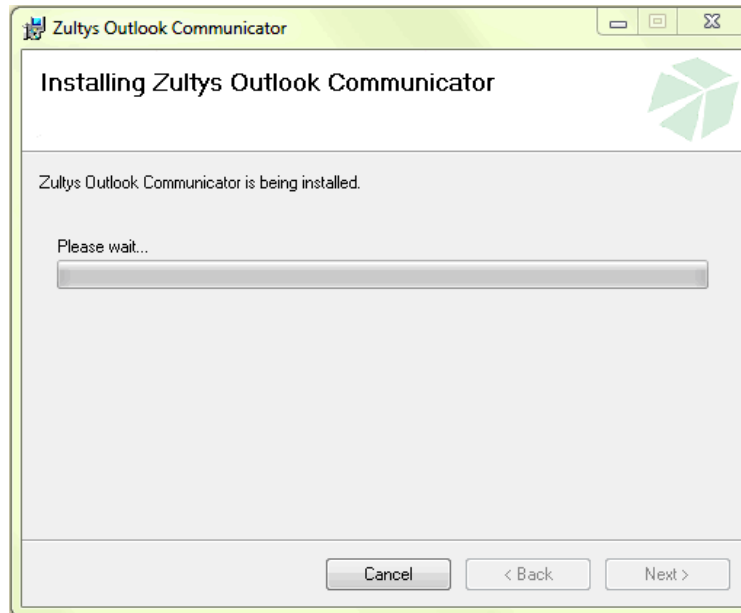 Zultys Outlook Communicator
Installing Zultys Outlook Communicator
Zultys Outlook Communicator is being installed.
Please wait...
Cancel
< Back
Next >